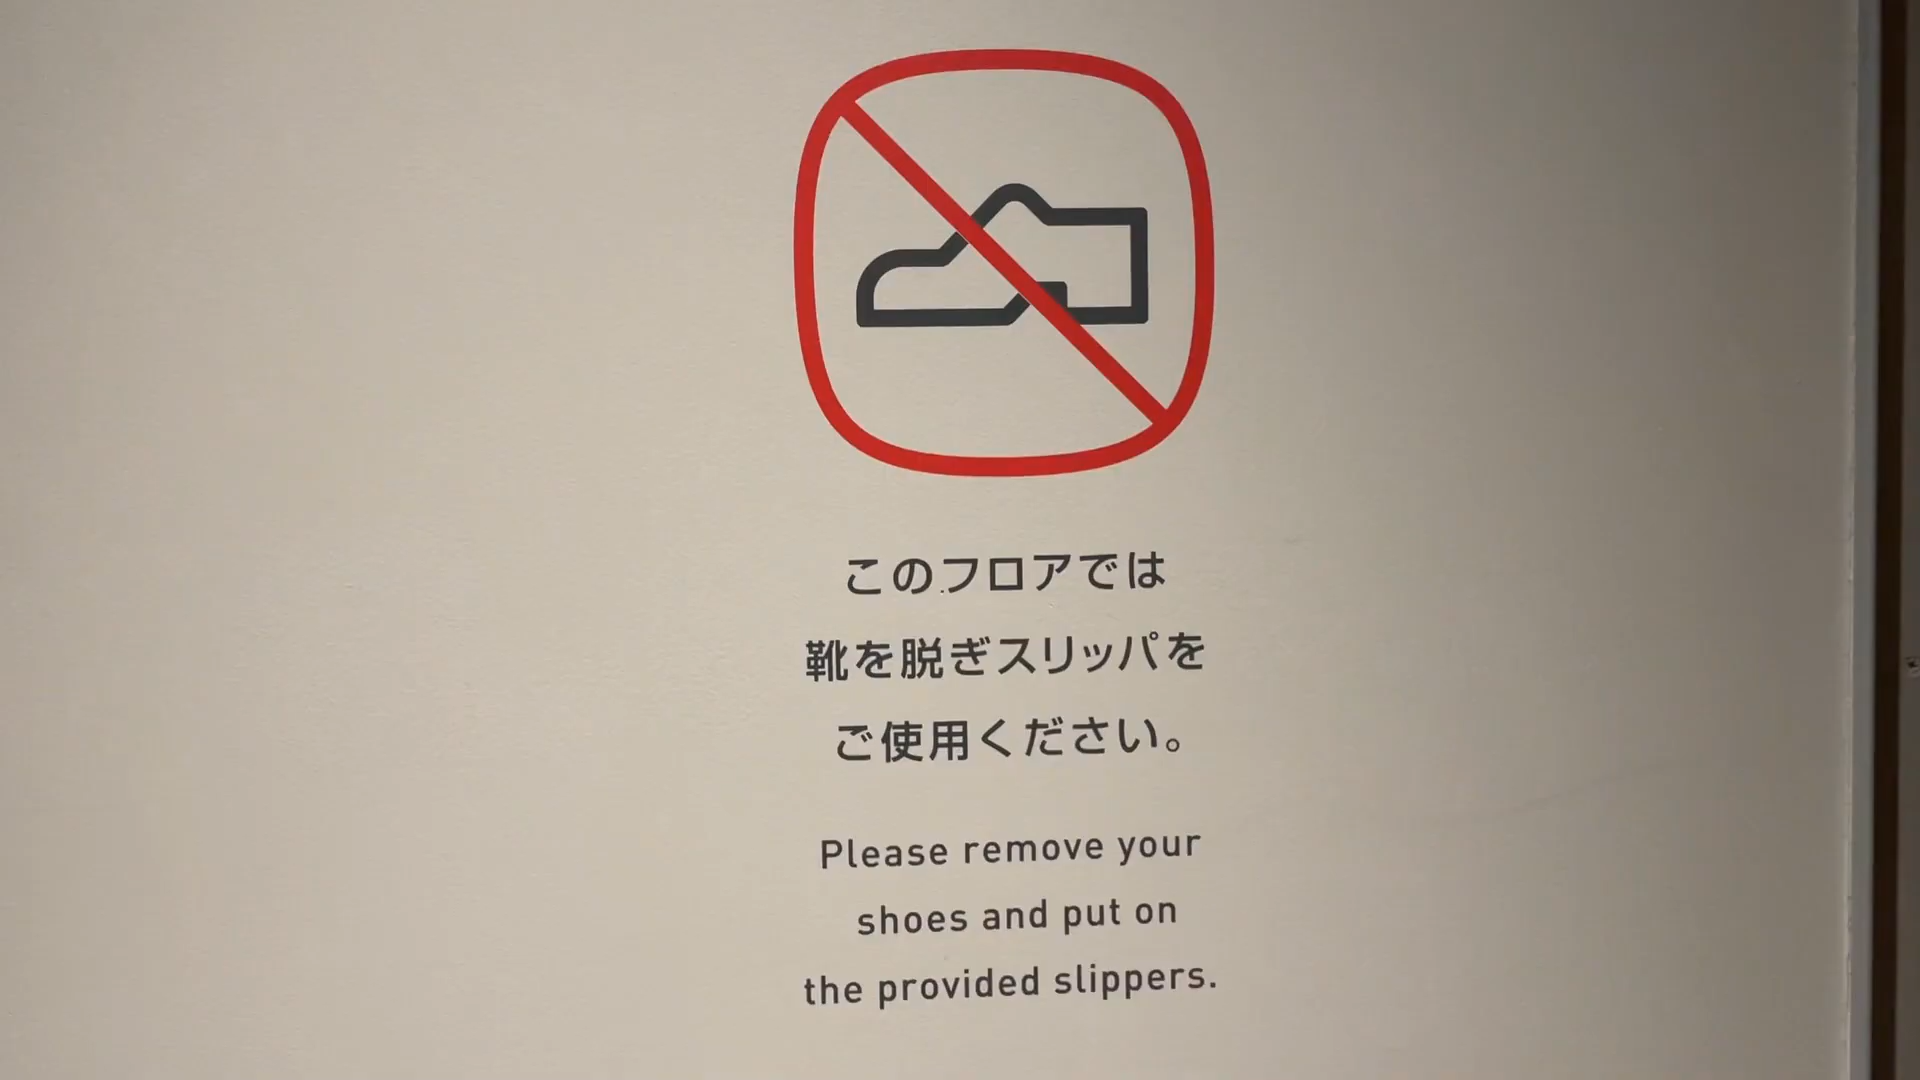 このフロアでは
靴を脱ぎスリッパを
ご使用ください。
Please remove your
shoes and put on
the provided slippers.